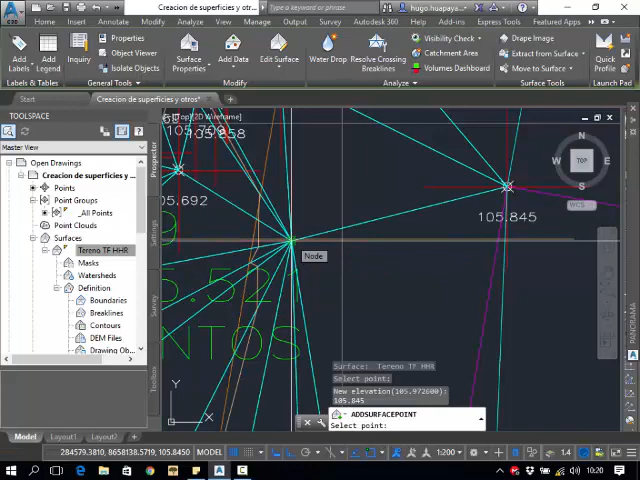 Creacion de superficies y otr...
Type a keyword or phrase
hugo.huapaya...
Home Insert Annotate Modify Analyze View Manage Output Survey Autodesk 360 Help Add-ins Express Tools Featured Apps
Add Labels
Add Legend
Inquiry
Properties
Object Viewer
Isolate Objects
Surface Properties
Add Data
Edit Surface
Water Drop
Resolve Crossing Breaklines
Visibility Check
Catchment Area
Volumes Dashboard
Drape Image
Extract from Surface
Move to Surface
Quick Profile
Labels & Tables
General Tools
Modify
Analyze
Surface Tools
Launch Pad
Start
Creacion de superficies y otros*
TOOLSPACE
Master View
Open Drawings
Creacion de superficies y...
Points
Point Groups
_All Points
Point Clouds
Surfaces
Tereno TF HHR
Masks
Watersheds
Definition
Boundaries
Breaklines
Contours
DEM Files
Drawing Ob...
Prospector
Settings
Survey
Toolbox
[Top][2D Wireframe]
105.858
105.692
105.845
N
W TOP E
S
WCS
Node
5.52
NTOS
Surface: Tereno TF HHR
Select point:
New elevation(105.972600):
105.845
ADDSURFACEPOINT
Select point:
Y
X
PANORAMA
Model Layout1 Layout2
284579.3810, 8658138.5719, 105.8450 MODEL
1:200
1.4
10:20